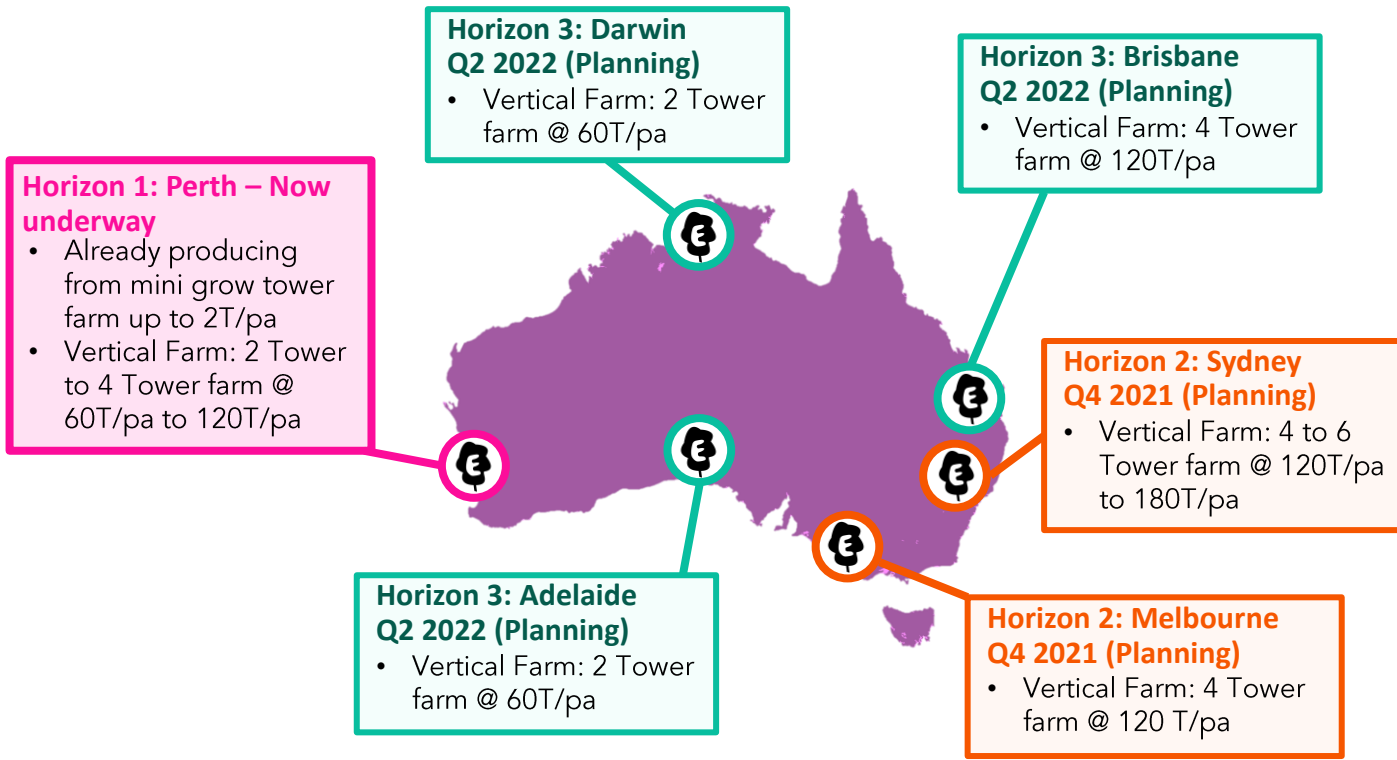 Horizon 3: Darwin
Q2 2022 (Planning)
• Vertical Farm: 2 Tower
farm @ 60T/pa
Horizon 3: Brisbane
Q2 2022 (Planning)
• Vertical Farm: 4 Tower
farm @ 120T/pa
Horizon 1: Perth – Now
underway
• Already producing
from mini grow tower
farm up to 2T/pa
• Vertical Farm: 2 Tower
to 4 Tower farm @
60T/pa to 120T/pa
Horizon 2: Sydney
Q4 2021 (Planning)
• Vertical Farm: 4 to 6
Tower farm @ 120T/pa
to 180T/pa
Horizon 3: Adelaide
Q2 2022 (Planning)
• Vertical Farm: 2 Tower
farm @ 60T/pa
Horizon 2: Melbourne
Q4 2021 (Planning)
• Vertical Farm: 4 Tower
farm @ 120 T/pa
E
E
E
E
E
E